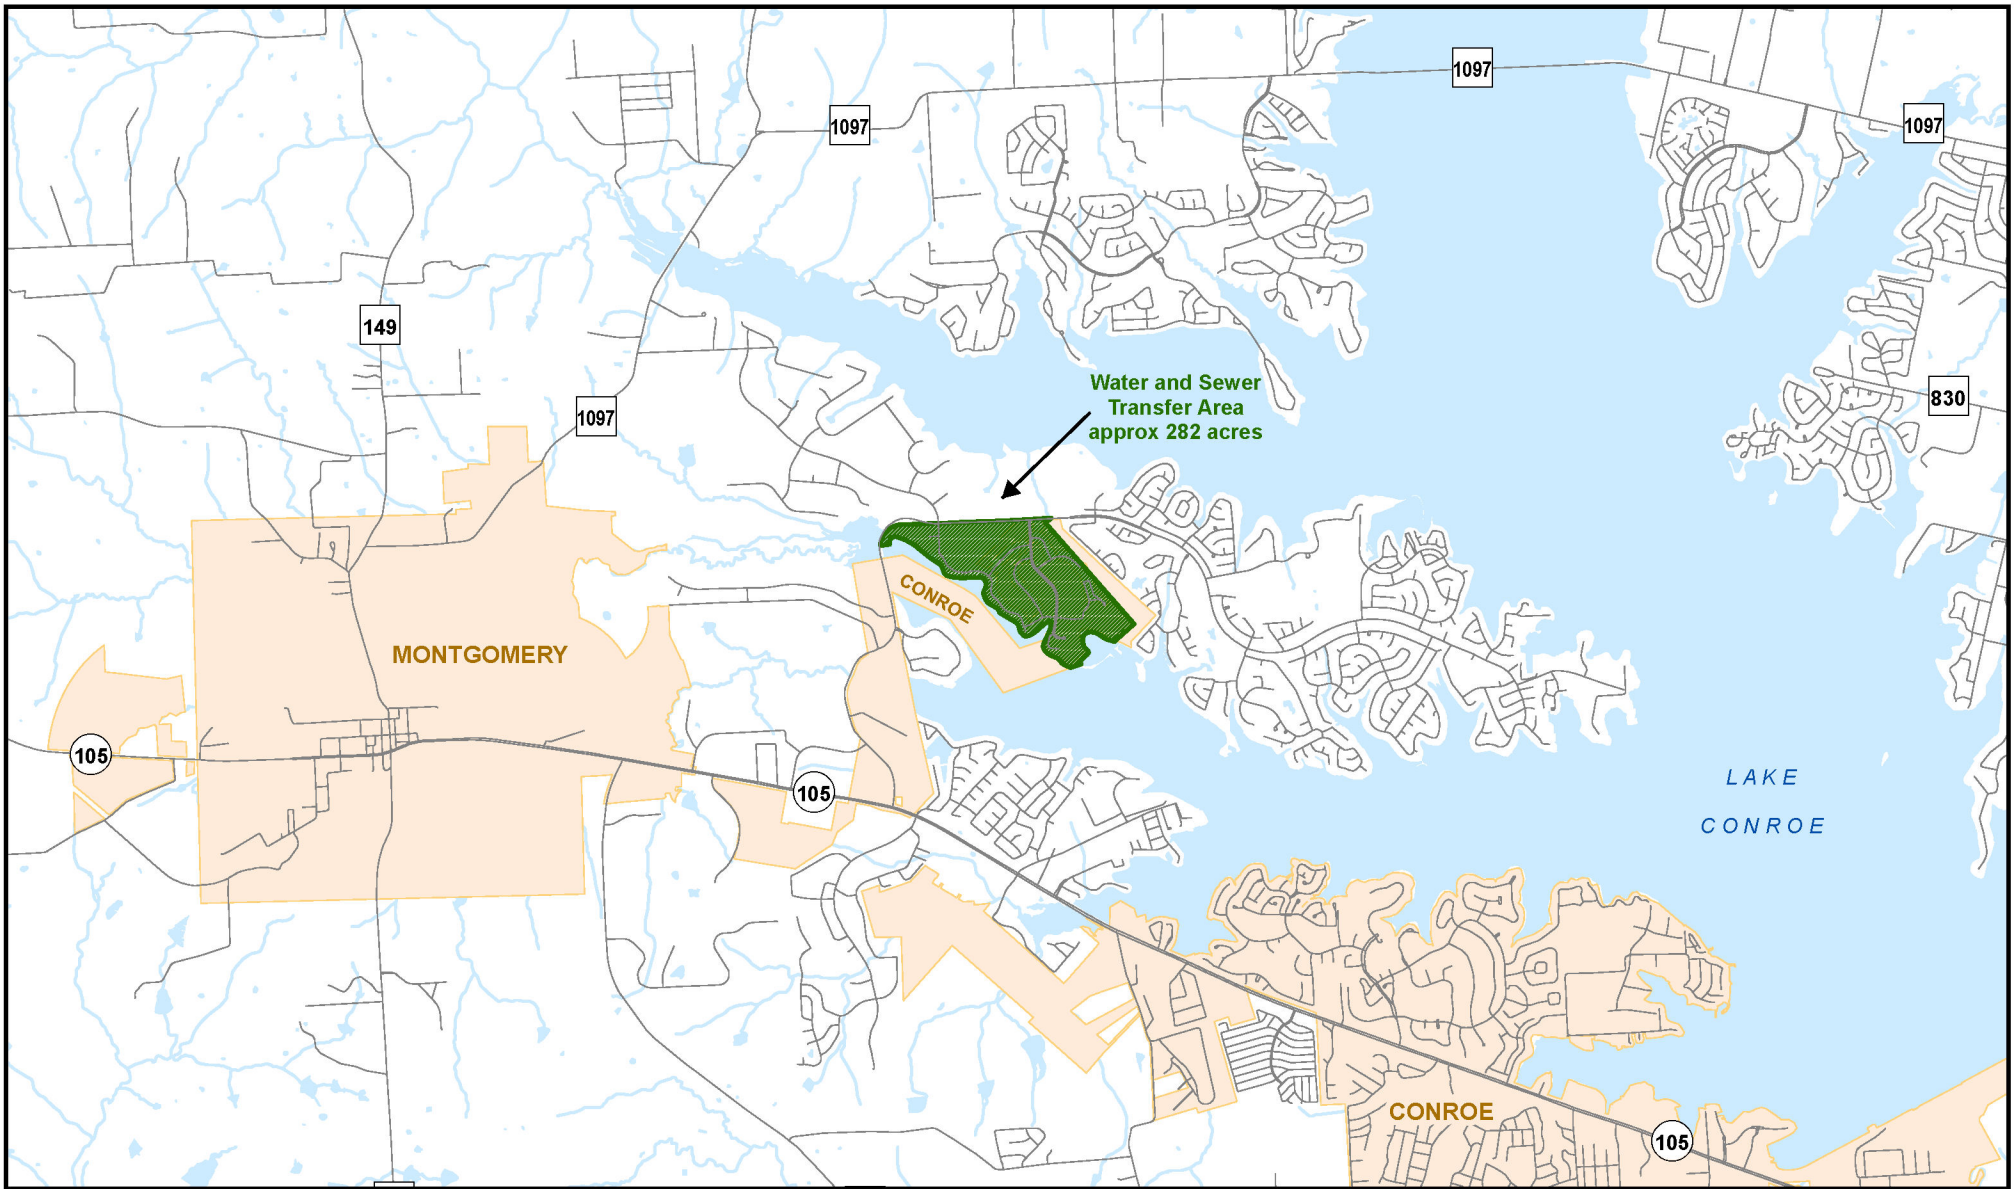 1097
1097
1097
149
Water and Sewer
Transfer Area
approx 282 acres
830
1097
CONROE
MONTGOMERY
105
105
LAKE
CONROE
CONROE
105